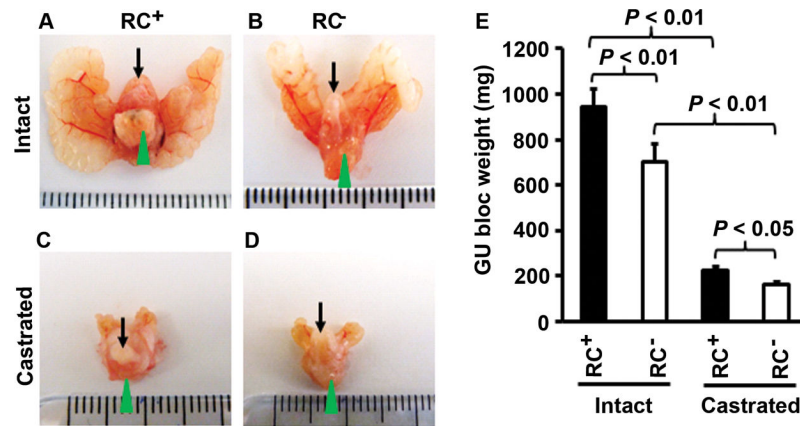 A
RC+
B
RC-
Intact
C
D
Castrated
E
P < 0.01
P < 0.01
P < 0.01
P < 0.05
GU bloc weight (mg)
1200
1000
800
600
400
200
0
RC+
RC-
RC+
RC-
Intact
Castrated